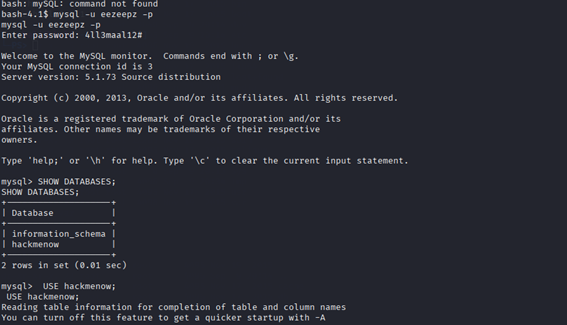 bash: mySQL: command not found
bash-4.1$ mysql -u eezeepz -p
mysql -u eezeepz -p
Enter password: 4ll3maal12#
Welcome to the MySQL monitor.  Commands end with ; or \g.
Your MySQL connection id is 3
Server version: 5.1.73 Source distribution
Copyright (c) 2000, 2013, Oracle and/or its affiliates. All rights reserved.
Oracle is a registered trademark of Oracle Corporation and/or its
affiliates. Other names may be trademarks of their respective
owners.
Type 'help;' or '\h' for help. Type '\c' to clear the current input statement.
mysql> SHOW DATABASES;
SHOW DATABASES;
+--------------------+
| Database           |
+--------------------+
| information_schema |
| hackmenow          |
+--------------------+
2 rows in set (0.01 sec)
mysql>  USE hackmenow;
 USE hackmenow;
Reading table information for completion of table and column names
You can turn off this feature to get a quicker startup with -A